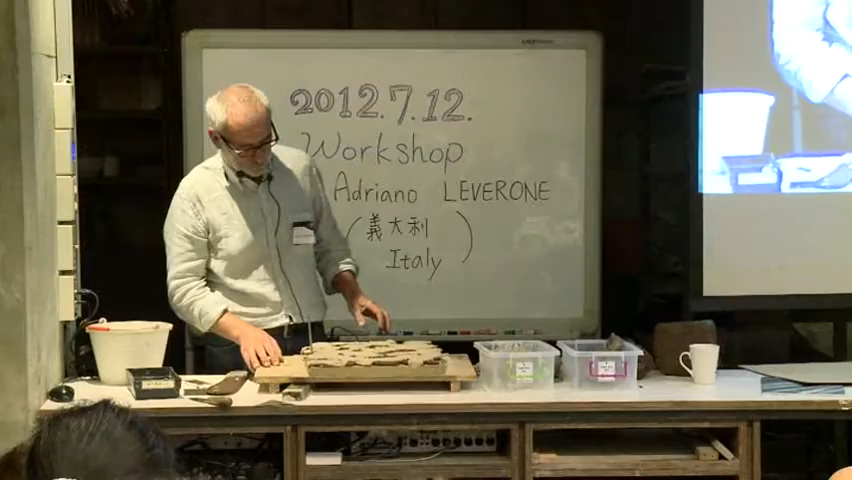 2012.7.12.
Workshop
Adriano LEVERONE
(義大利
Italy)